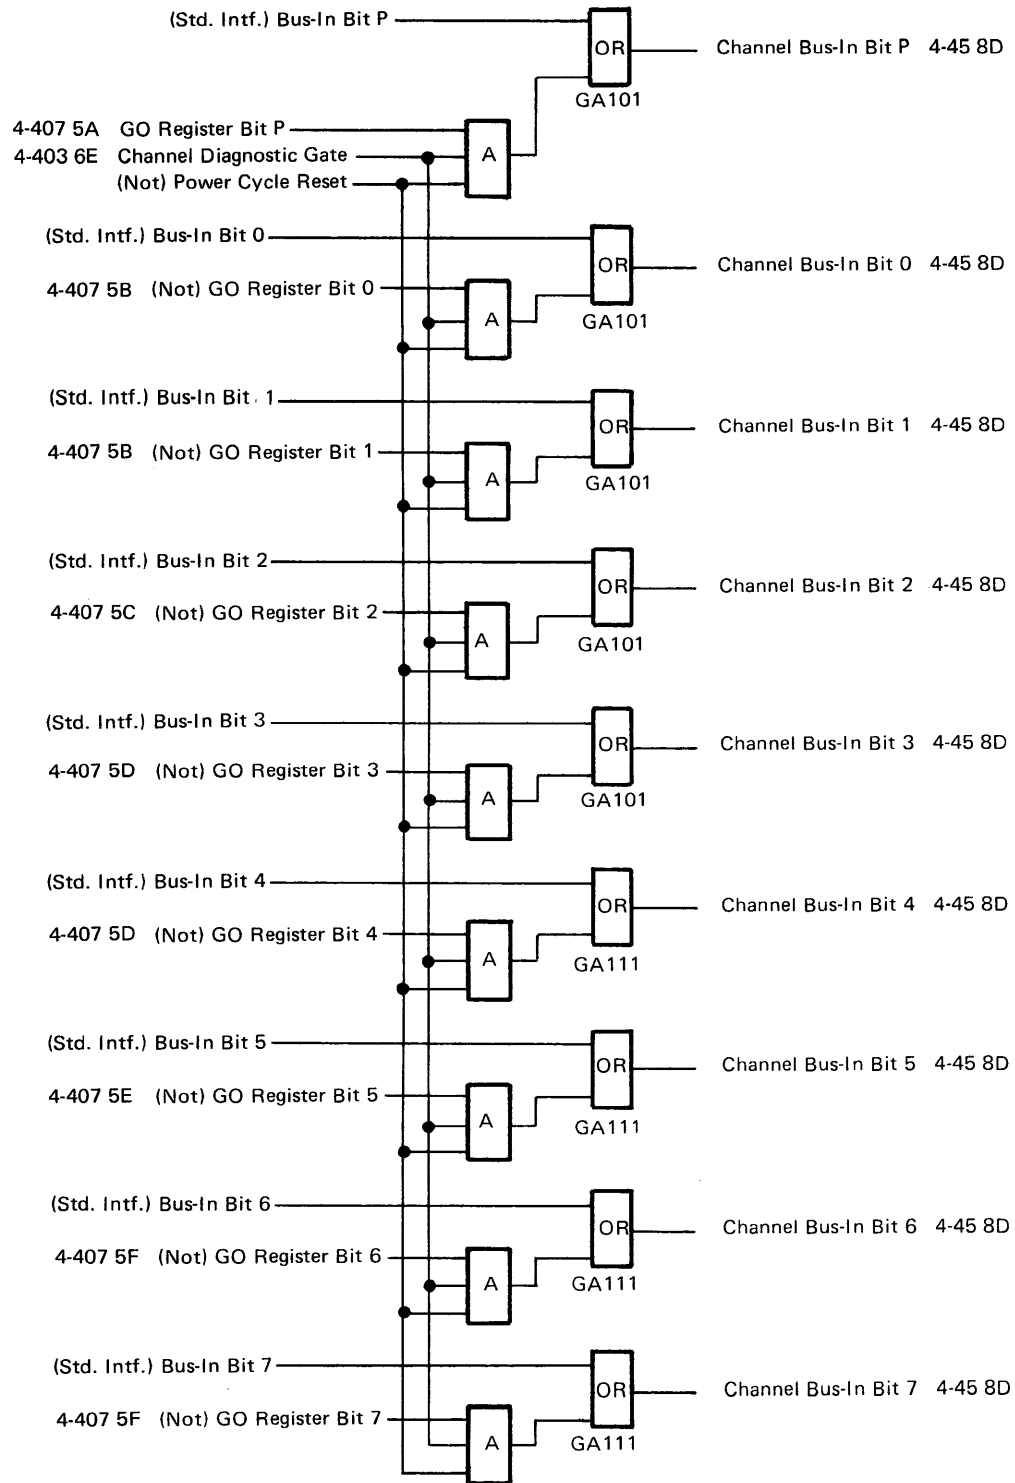 (Std. Intf.) Bus-In Bit P
OR
Channel Bus-In Bit P 4-45 8D
GA101
4-407 5A GO Register Bit P
4-403 6E Channel Diagnostic Gate
A
(Not) Power Cycle Reset
(Std. Intf.) Bus-In Bit 0
OR
Channel Bus-In Bit 0 4-45 8D
4-407 5B (Not) GO Register Bit 0
A
GA101
(Std. Intf.) Bus-In Bit 1
OR
Channel Bus-In Bit 1 4-45 8D
4-407 5B (Not) GO Register Bit 1
A
GA101
(Std. Intf.) Bus-In Bit 2
OR
Channel Bus-In Bit 2 4-45 8D
4-407 5C (Not) GO Register Bit 2
A
GA101
(Std. Intf.) Bus-In Bit 3
OR
Channel Bus-In Bit 3 4-45 8D
4-407 5D (Not) GO Register Bit 3
A
GA101
(Std. Intf.) Bus-In Bit 4
OR
Channel Bus-In Bit 4 4-45 8D
4-407 5D (Not) GO Register Bit 4
A
GA111
(Std. Intf.) Bus-In Bit 5
OR
Channel Bus-In Bit 5 4-45 8D
4-407 5E (Not) GO Register Bit 5
A
GA111
(Std. Intf.) Bus-In Bit 6
OR
Channel Bus-In Bit 6 4-45 8D
4-407 5F (Not) GO Register Bit 6
A
GA111
(Std. Intf.) Bus-In Bit 7
OR
Channel Bus-In Bit 7 4-45 8D
4-407 5F (Not) GO Register Bit 7
A
GA111